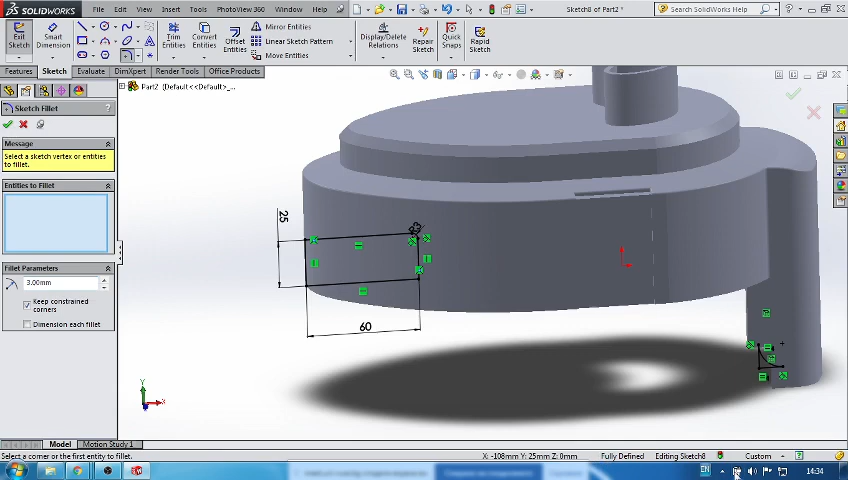 SOLIDWORKS
File Edit View Insert Tools PhotoView 360 Window Help
Sketch8 of Part2 *
Search SolidWorks Help
Exit Sketch
Smart Dimension
Trim Entities
Convert Entities
Offset Entities
Mirror Entities
Linear Sketch Pattern
Move Entities
Display/Delete Relations
Repair Sketch
Quick Snaps
Rapid Sketch
Features Sketch Evaluate DimXpert Render Tools Office Products
Part2 (Default<<Default>_...
Sketch Fillet
?
Message
Select a sketch vertex or entities
to fillet.
Entities to Fillet
Fillet Parameters
3.00mm
Keep constrained
corners
Dimension each fillet
25
60
Y
X
Model Motion Study 1
Select a corner or the first entity to fillet.
X: -108mm Y: 25mm Z: 0mm Fully Defined Editing Sketch8 Custom
EN
14:34